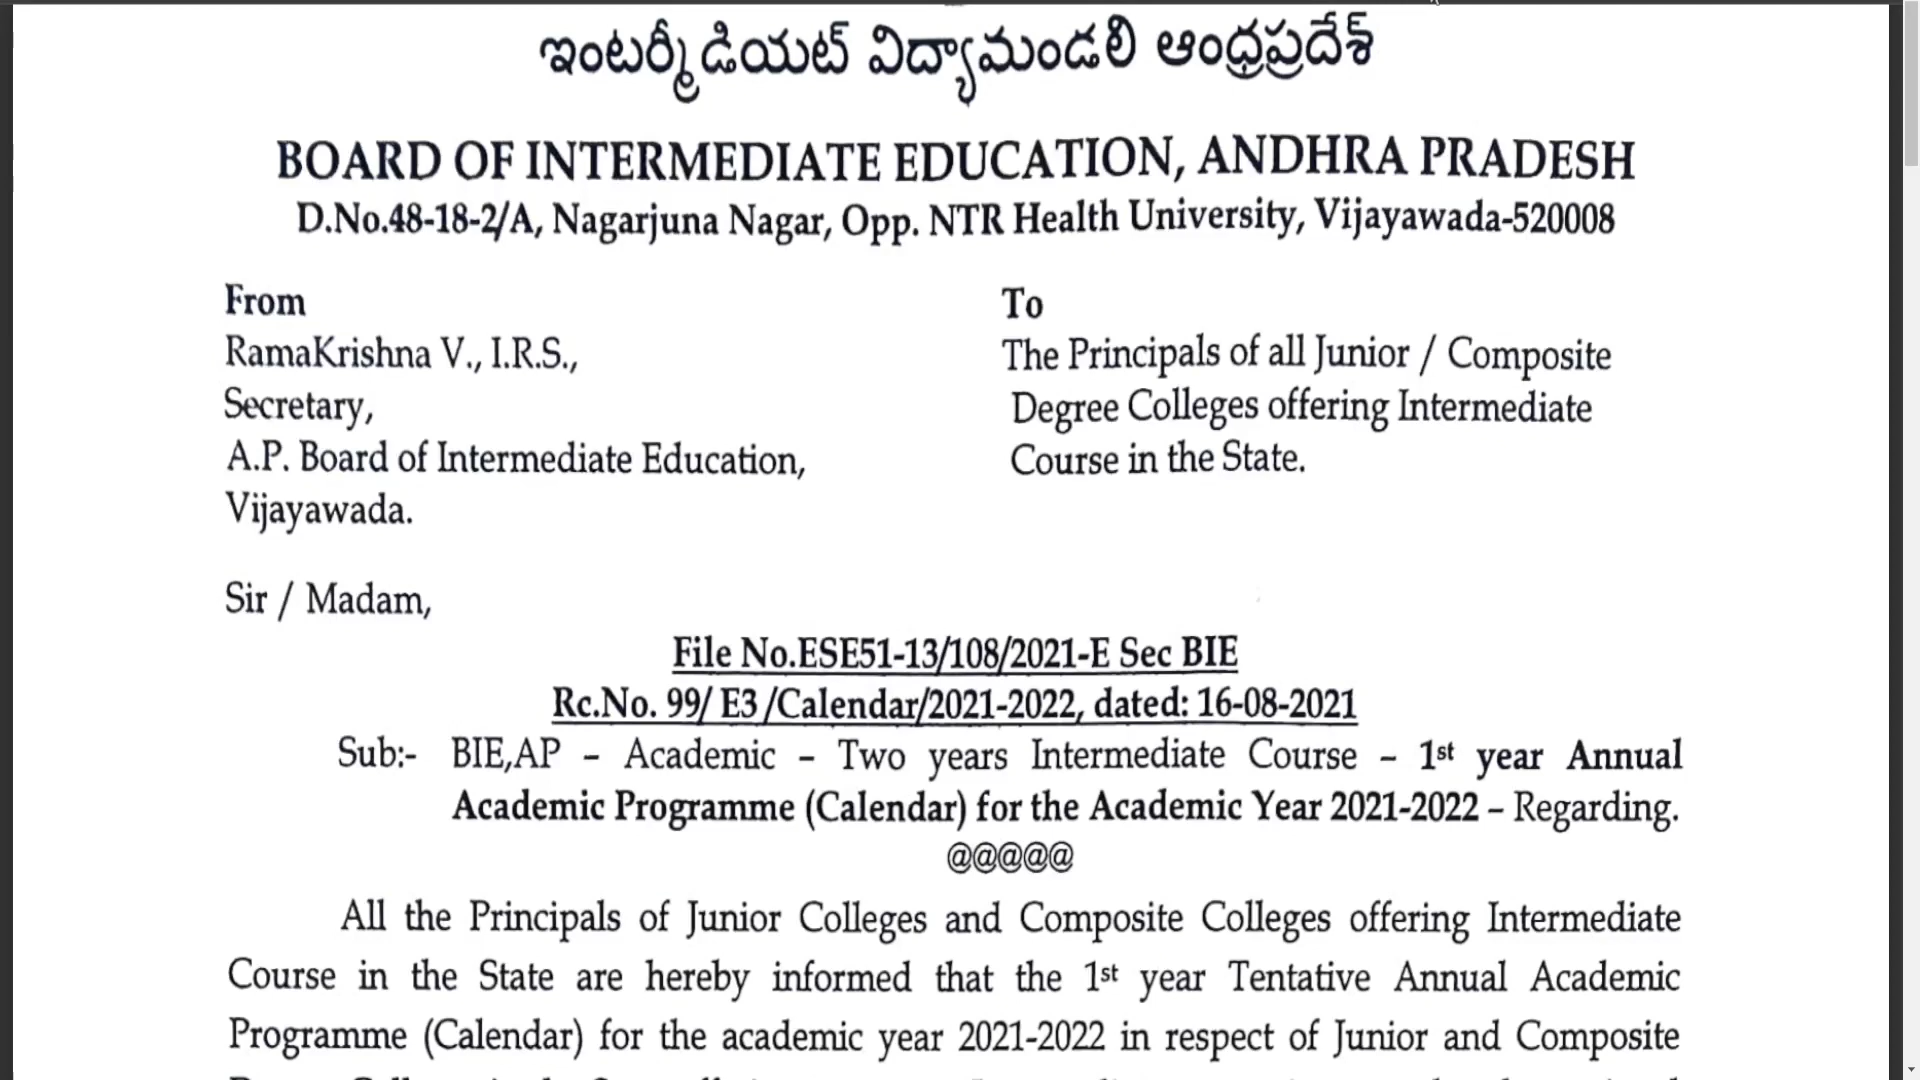 ఇంటర్మీడియట్ విద్యామండలి ఆంధ్రప్రదేశ్
BOARD OF INTERMEDIATE EDUCATION, ANDHRA PRADESH
D.No.48-18-2/A, Nagarjuna Nagar, Opp. NTR Health University, Vijayawada-520008
From
RamaKrishna V., I.R.S.,
Secretary,
A.P. Board of Intermediate Education,
Vijayawada.
To
The Principals of all Junior / Composite
Degree Colleges offering Intermediate
Course in the State.
Sir / Madam,
File No.ESE51-13/108/2021-E Sec BIE
Rc.No. 99/ E3 /Calendar/2021-2022, dated: 16-08-2021
Sub:- BIE,AP – Academic – Two years Intermediate Course – 1st year Annual
Academic Programme (Calendar) for the Academic Year 2021-2022 – Regarding.
@@@@@
All the Principals of Junior Colleges and Composite Colleges offering Intermediate
Course in the State are hereby informed that the 1st year Tentative Annual Academic
Programme (Calendar) for the academic year 2021-2022 in respect of Junior and Composite